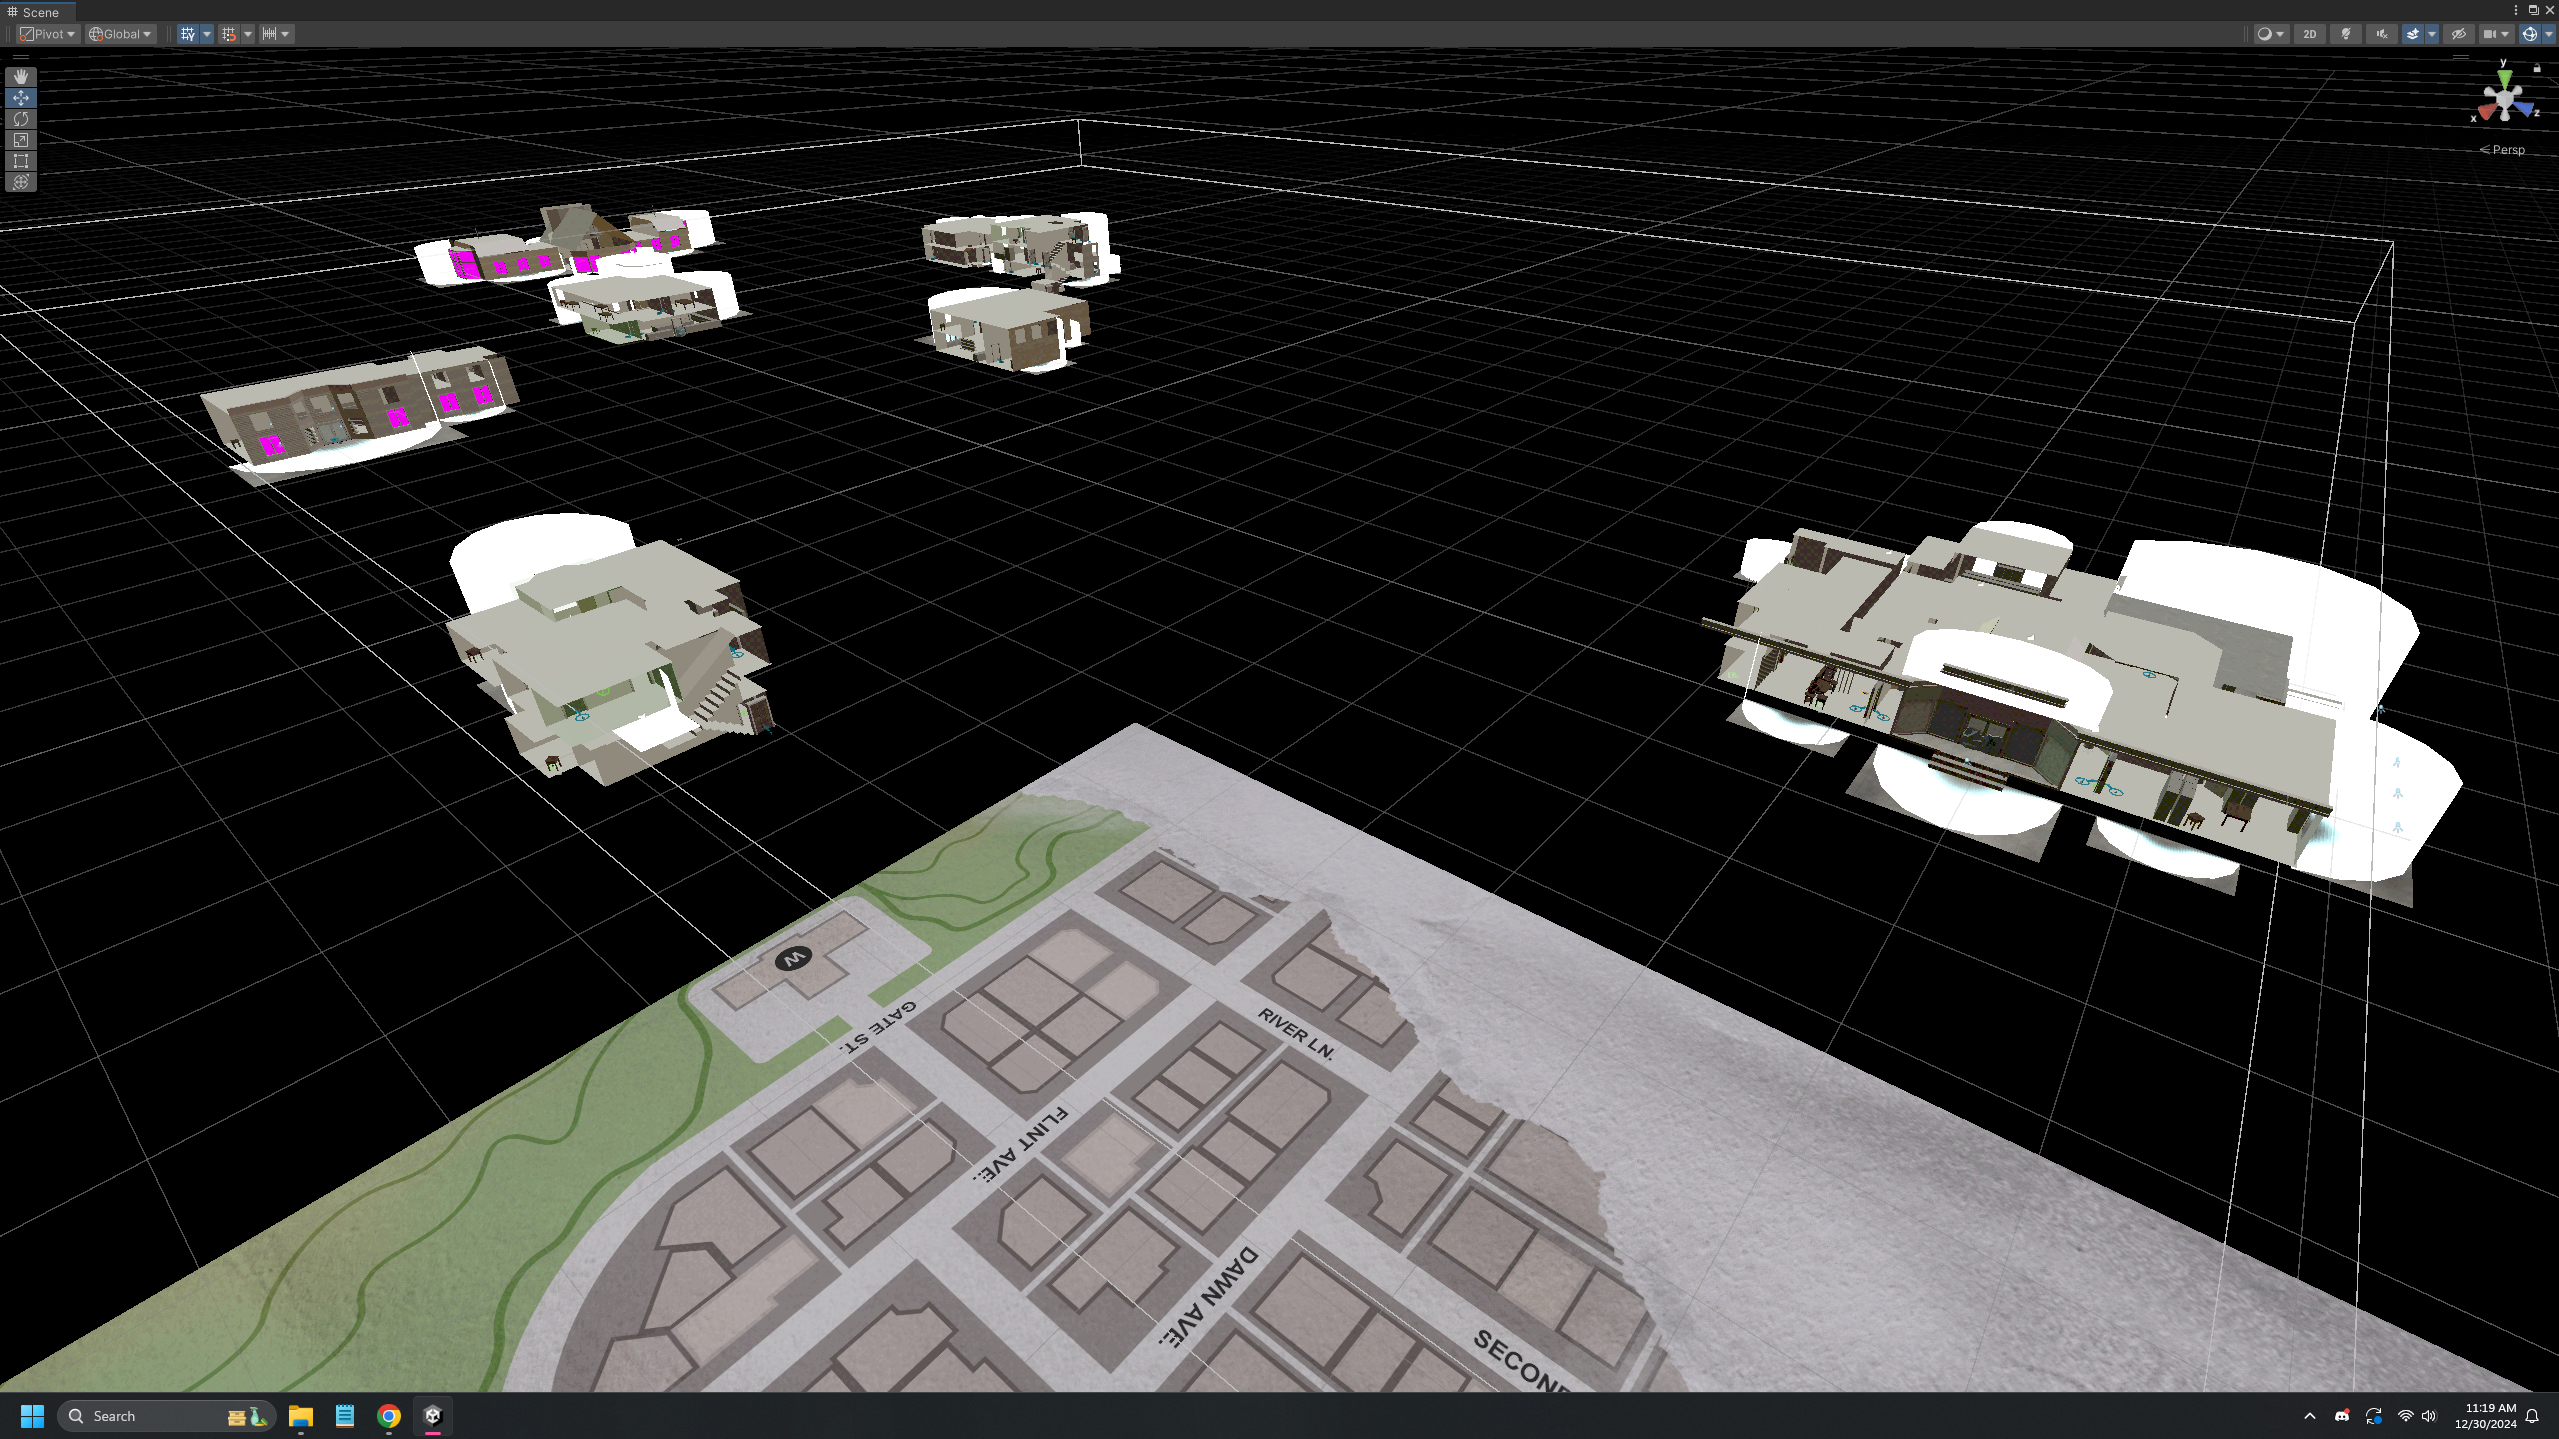 Scene
Pivot
Global
2D
y
x
z
Persp
W
GATE ST.
RIVER LN.
FLINT AVE.
DAWN AVE.
SECOND
Search
11:19 AM
12/30/2024